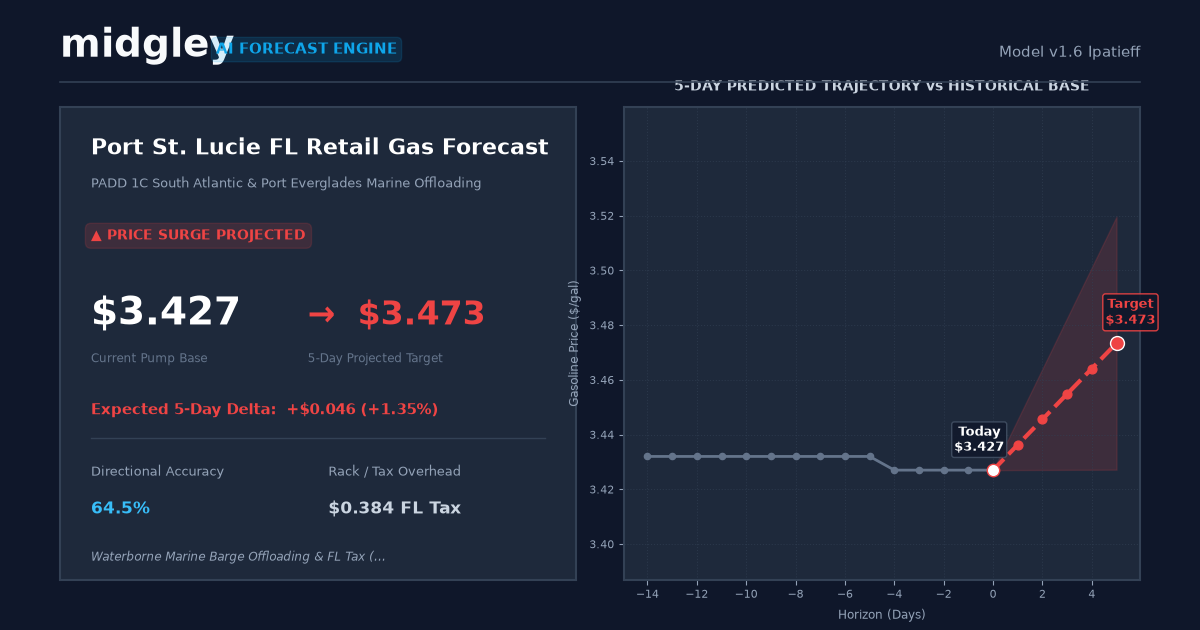 midgley
AI FORECAST ENGINE
Model v1.6 Ipatieff
Port St. Lucie FL Retail Gas Forecast
PADD 1C South Atlantic & Port Everglades Marine Offloading
▲ PRICE SURGE PROJECTED
$3.427
→ $3.473
Current Pump Base
5-Day Projected Target
Expected 5-Day Delta: +$0.046 (+1.35%)
Directional Accuracy
Rack / Tax Overhead
64.5%
$0.384 FL Tax
Waterborne Marine Barge Offloading & FL Tax (...
5-DAY PREDICTED TRAJECTORY vs HISTORICAL BASE
Gasoline Price ($/gal)
3.54
3.52
3.50
3.48
3.46
3.44
3.42
3.40
Target
$3.473
Today
$3.427
−14 −12 −10 −8 −6 −4 −2 0 2 4
Horizon (Days)